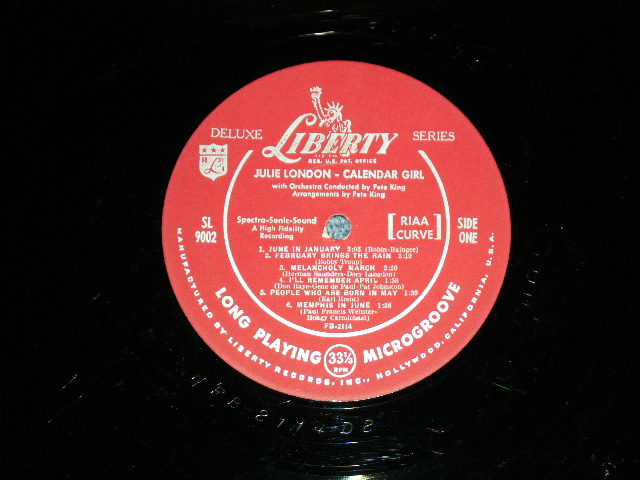 DELUXE LIBERTY SERIES
REG. U.S. PAT. OFFICE
JULIE LONDON - CALENDAR GIRL
with Orchestra Conducted by Pete King
Arrangements by Pete King
SL
9002
Spectra-Sonic-Sound
A High Fidelity
Recording
[RIAA
CURVE]
SIDE
ONE
1. JUNE IN JANUARY 2:05 (Robin-Rainger)
2. FEBRUARY BRINGS THE RAIN 2:19
(Bobby Troup)
3. MELANCHOLY MARCH 2:20
(Herman Saunders-Dory Langdon)
4. I'LL REMEMBER APRIL 1:58
(Don Raye-Gene de Paul-Pat Johnston)
5. PEOPLE WHO ARE BORN IN MAY 1:39
(Karl Brent)
6. MEMPHIS IN JUNE 1:58
(Paul Francis Webster-
Hoagy Carmichael)
FB-2114
LONG PLAYING 33⅓ RPM MICROGROOVE
MANUFACTURED BY LIBERTY RECORDS, INC., HOLLYWOOD, CALIFORNIA, U.S.A.